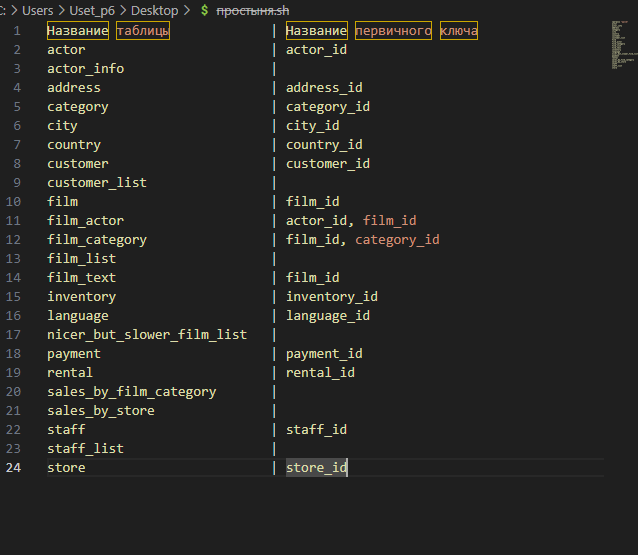 C: > Users > Uset_p6 > Desktop > $ простыня.sh
1 Название таблицы | Название первичного ключа
2 actor | actor_id
3 actor_info |
4 address | address_id
5 category | category_id
6 city | city_id
7 country | country_id
8 customer | customer_id
9 customer_list |
10 film | film_id
11 film_actor | actor_id, film_id
12 film_category | film_id, category_id
13 film_list |
14 film_text | film_id
15 inventory | inventory_id
16 language | language_id
17 nicer_but_slower_film_list |
18 payment | payment_id
19 rental | rental_id
20 sales_by_film_category |
21 sales_by_store |
22 staff | staff_id
23 staff_list |
24 store | store_id